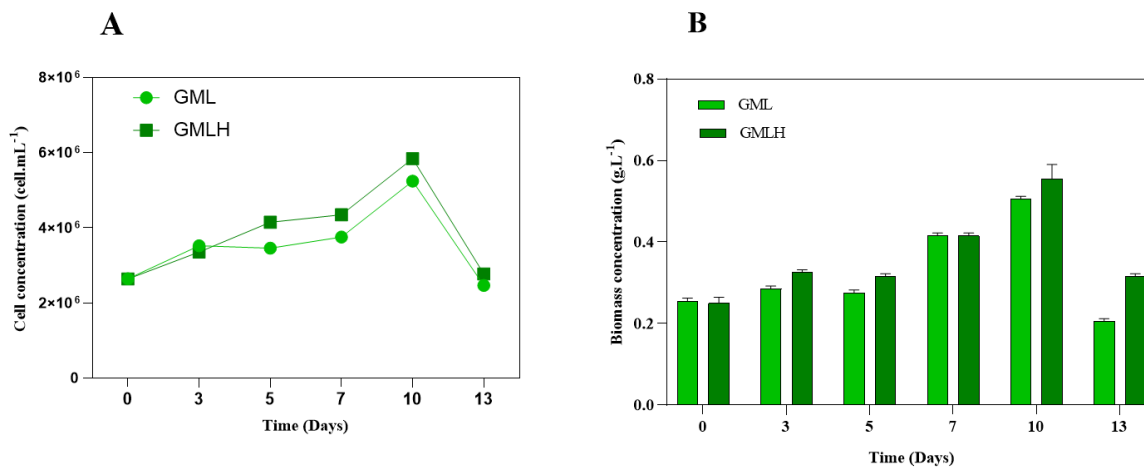 A
8×10⁶
6×10⁶
4×10⁶
2×10⁶
0
Cell concentration (cell.mL⁻¹)
GML
GMLH
0 3 5 7 10 13
Time (Days)
B
0.8
0.6
0.4
0.2
0.0
Biomass concentration (g.L⁻¹)
GML
GMLH
0 3 5 7 10 13
Time (Days)